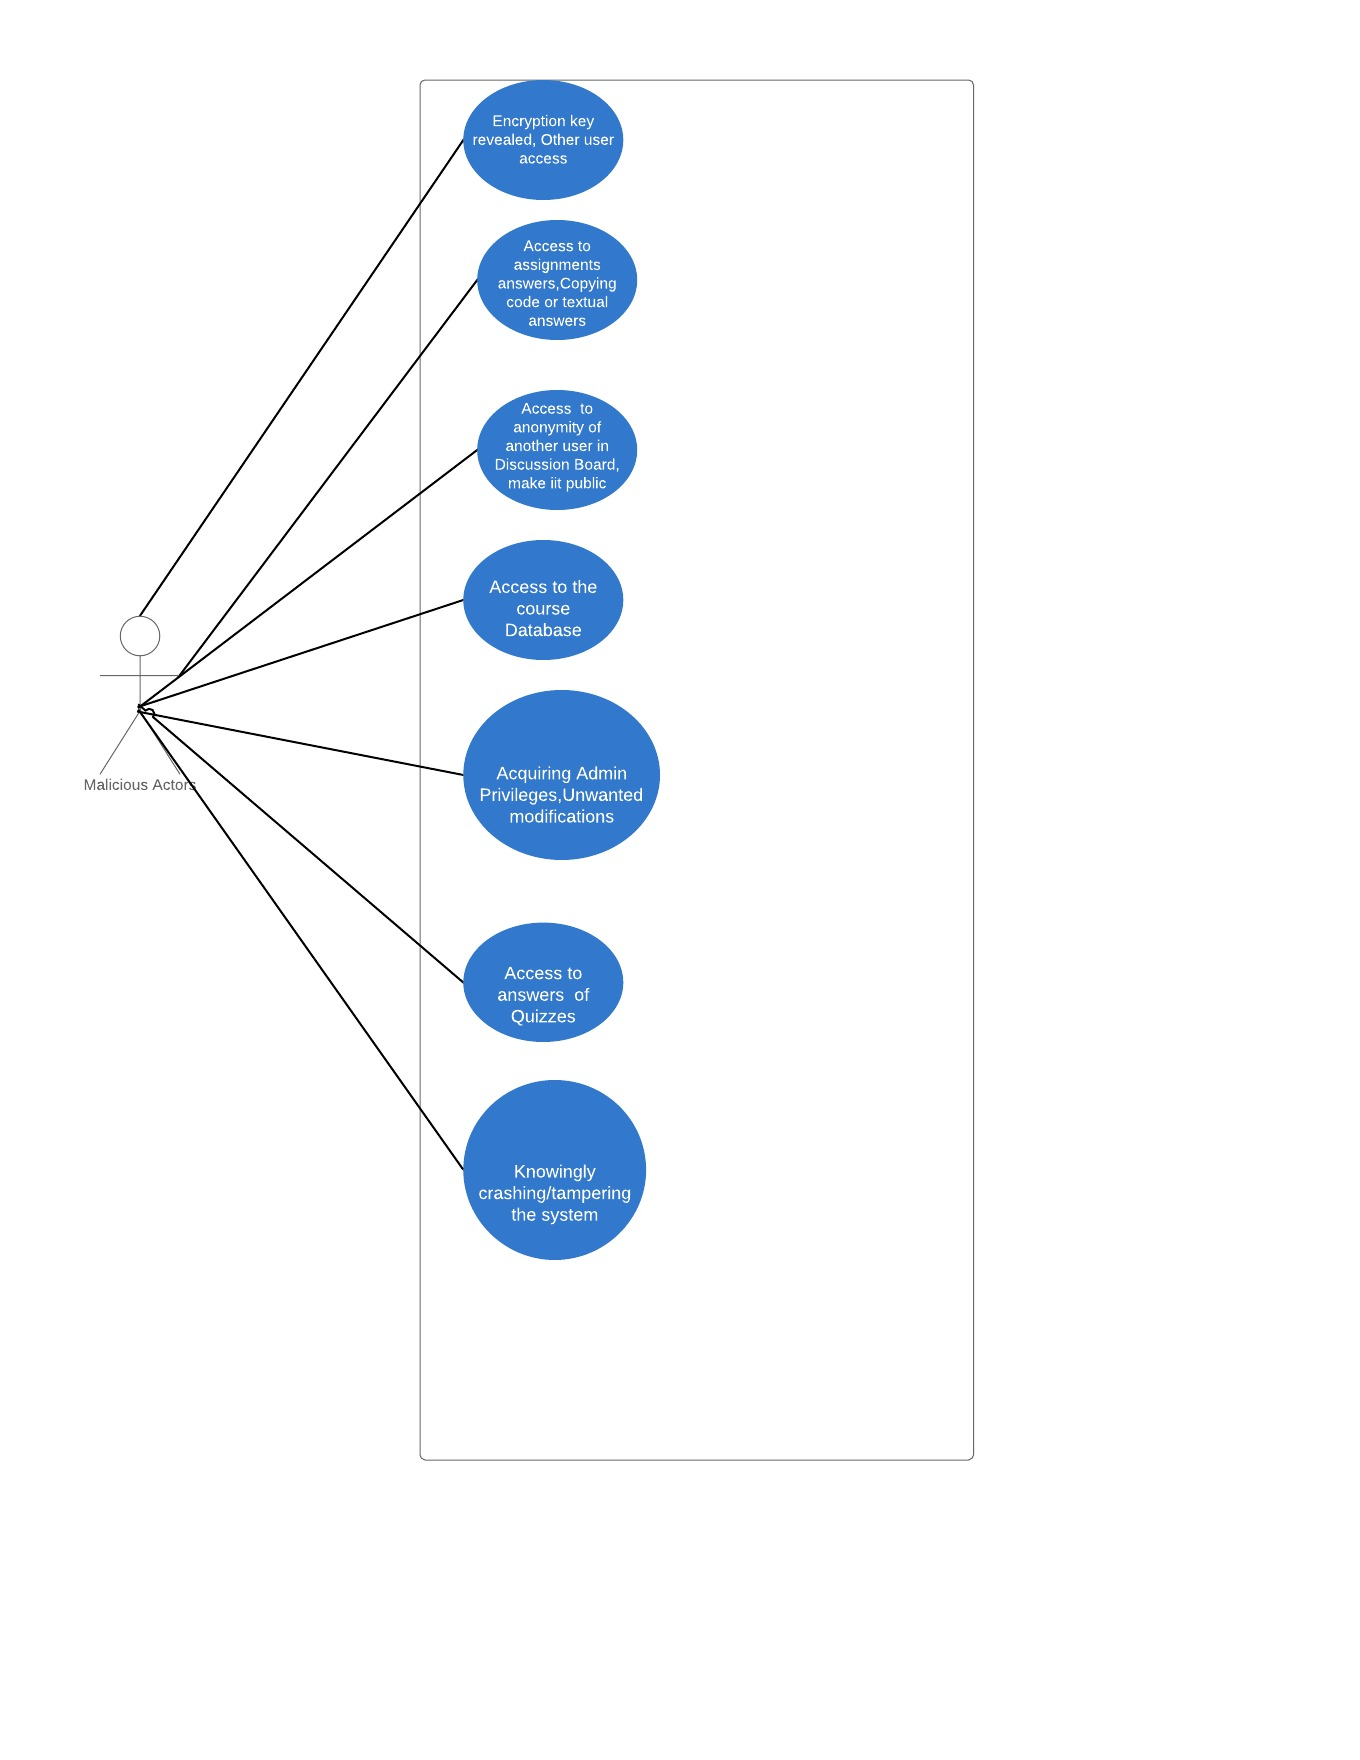 Encryption key
revealed, Other user
access
Access to
assignments
answers,Copying
code or textual
answers
Access  to
anonymity of
another user in
Discussion Board,
make iit public
Access to the
course
Database
Acquiring Admin
Privileges,Unwanted
modifications
Malicious Actors
Access to
answers  of
Quizzes
Knowingly
crashing/tampering
the system